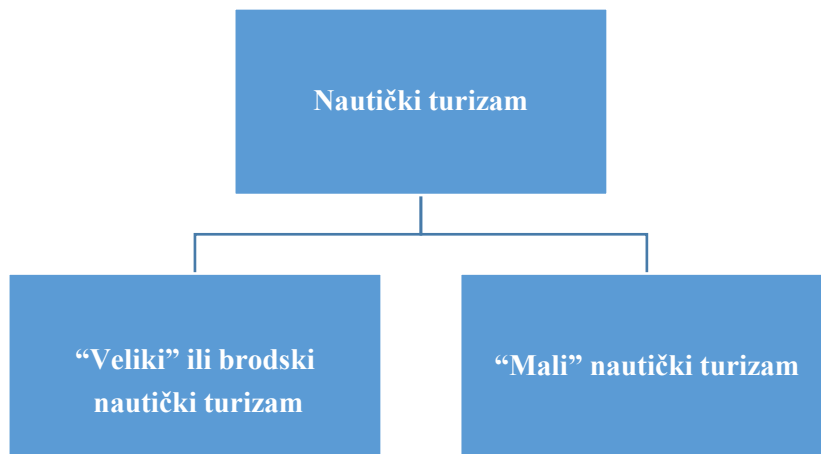 Nautički turizam
“Veliki” ili brodski
nautički turizam
“Mali” nautički turizam